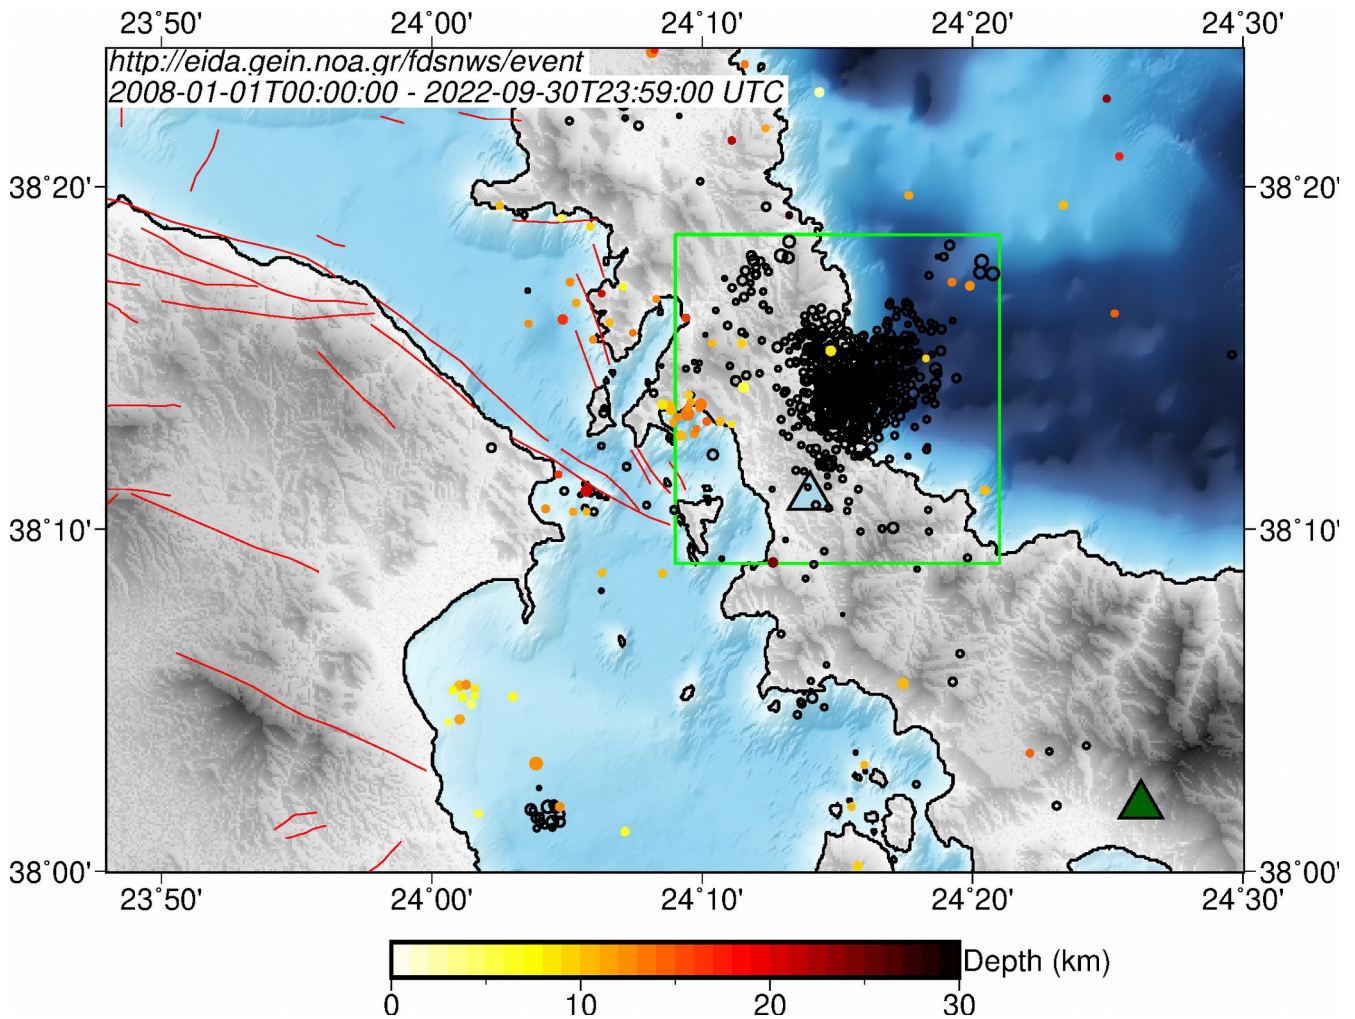 23°50' 24°00' 24°10' 24°20' 24°30'
http://eida.gein.noa.gr/fdsnws/event
2008-01-01T00:00:00 - 2022-09-30T23:59:00 UTC
38°20' 38°20'
38°10' 38°10'
38°00' 38°00'
23°50' 24°00' 24°10' 24°20' 24°30'
Depth (km)
0 10 20 30